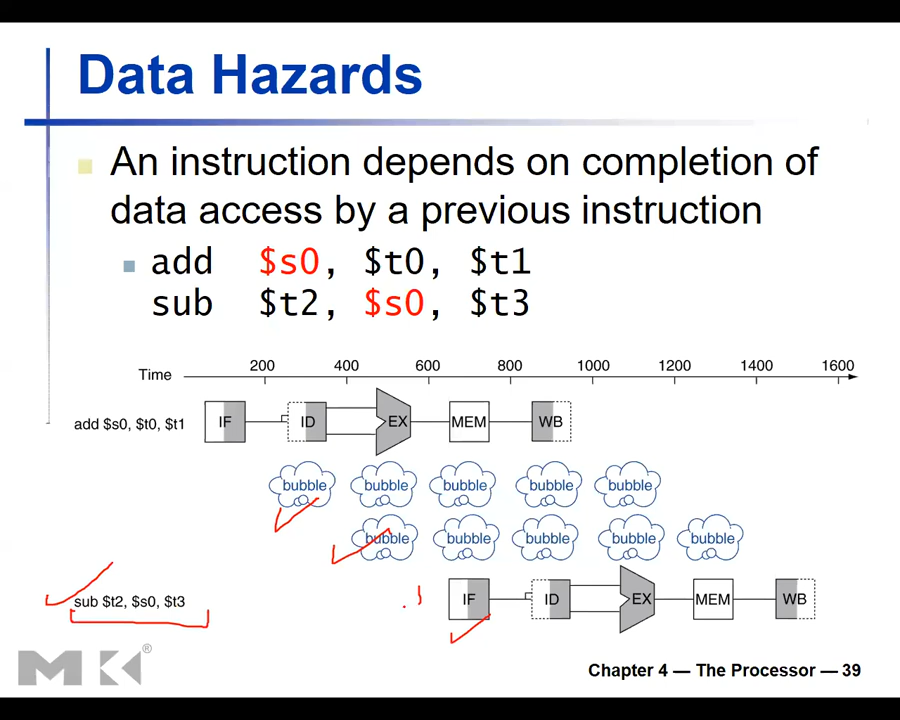 Data Hazards
An instruction depends on completion of
data access by a previous instruction
add $s0, $t0, $t1
sub $t2, $s0, $t3
200 400 600 800 1000 1200 1400 1600
Time
add $s0, $t0, $t1 IF ID EX MEM WB
bubble bubble bubble bubble bubble
bubble bubble bubble bubble bubble
sub $t2, $s0, $t3 IF ID EX MEM WB
MK®
Chapter 4 — The Processor — 39